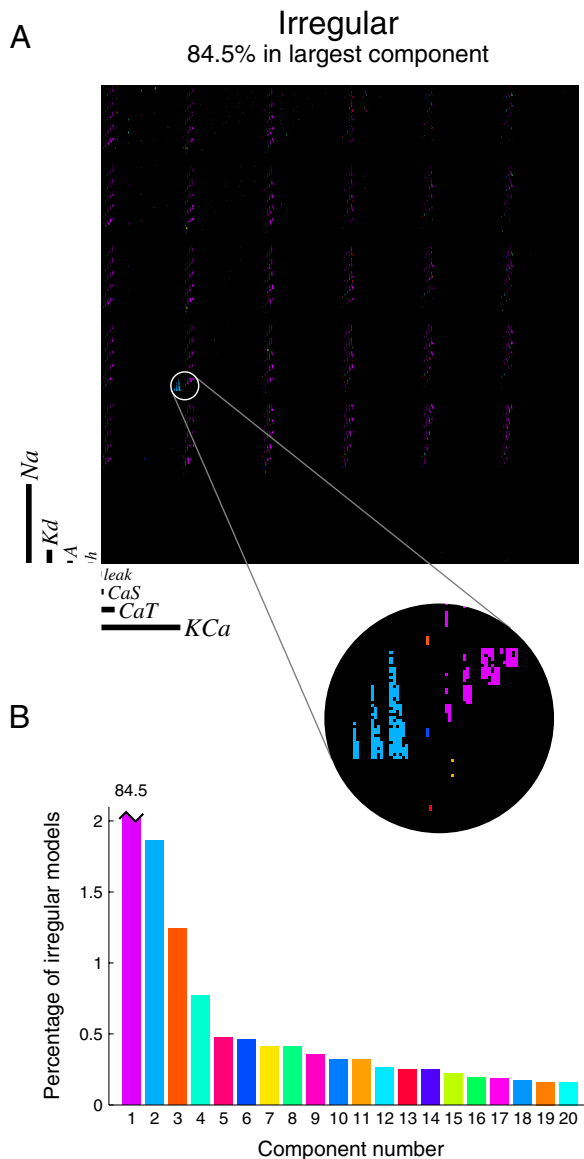 A
Irregular
84.5% in largest component
Na
Kd
A
h
leak
CaS
CaT
KCa
B
84.5
2
1.5
1
0.5
0
Percentage of irregular models
1 2 3 4 5 6 7 8 9 10 11 12 13 14 15 16 17 18 19 20
Component number